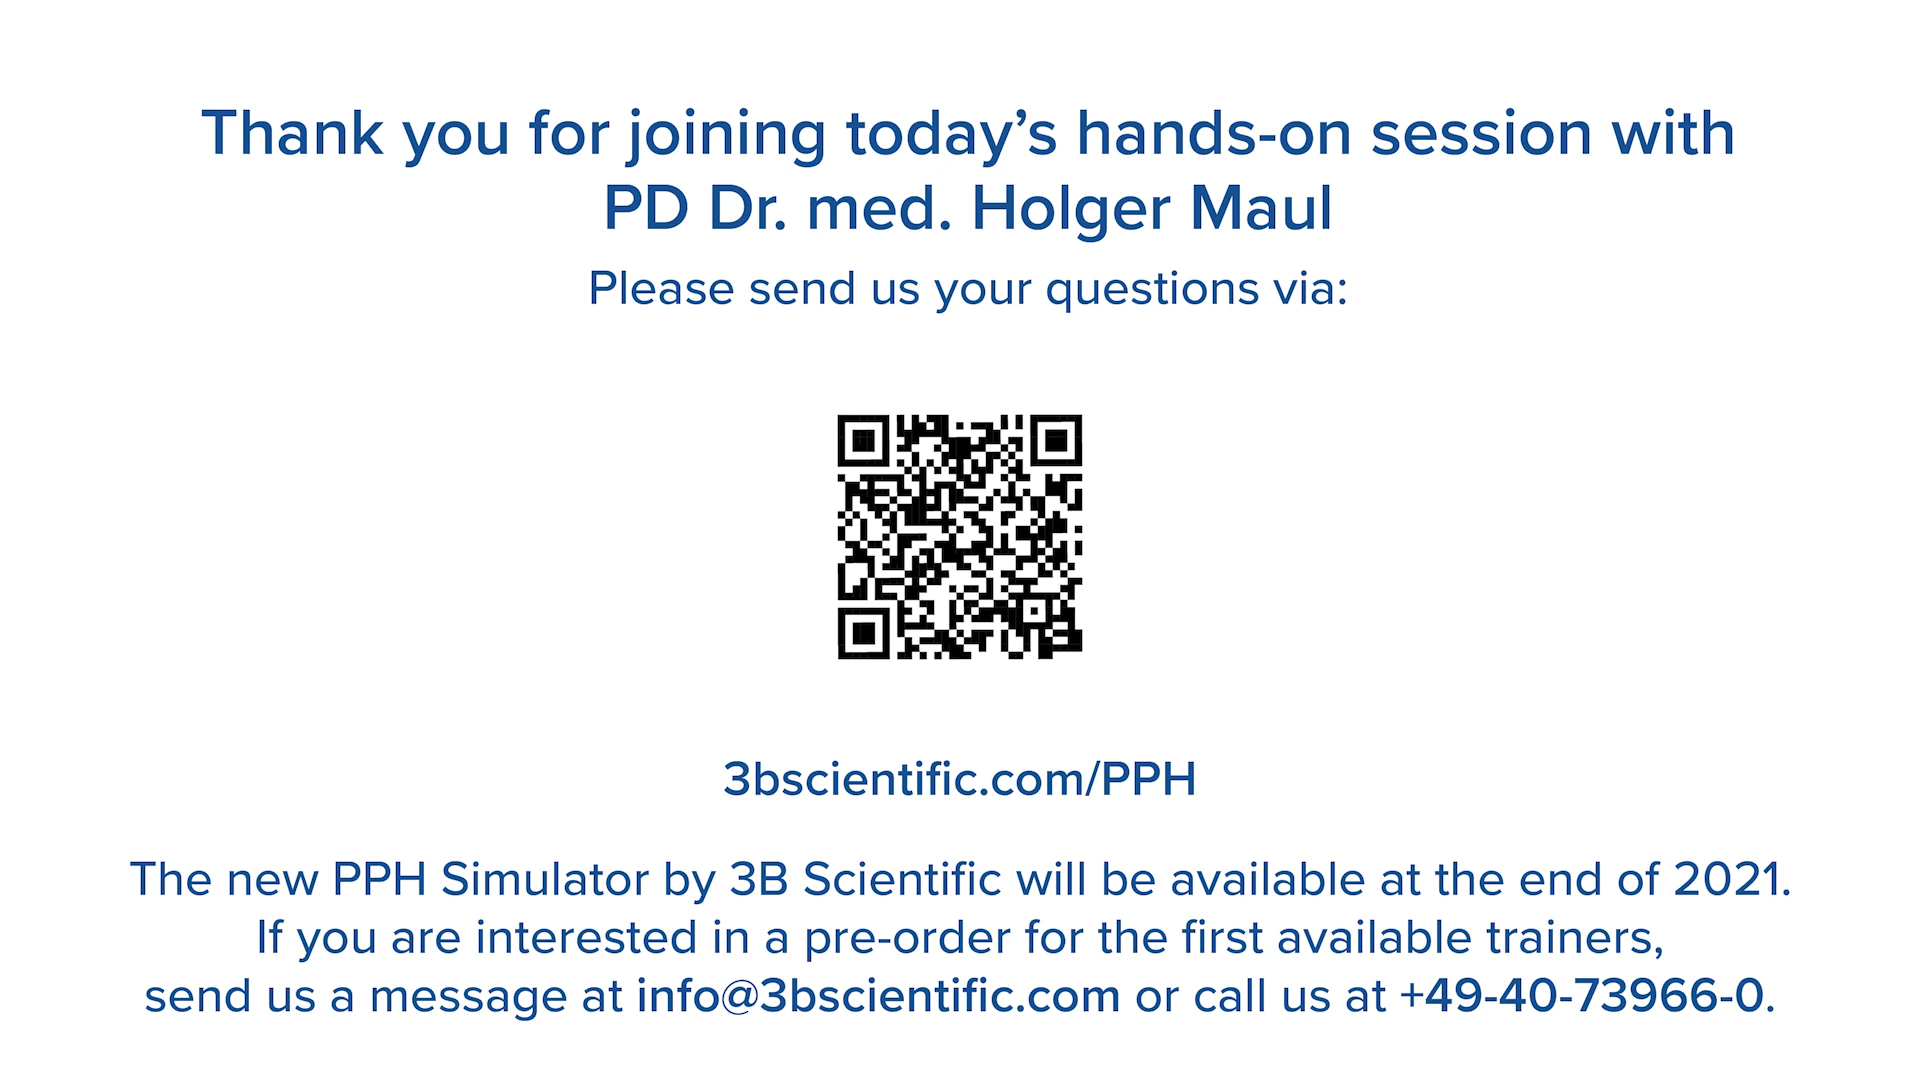 Thank you for joining today’s hands-on session with
PD Dr. med. Holger Maul
Please send us your questions via:
3bscientific.com/PPH
The new PPH Simulator by 3B Scientific will be available at the end of 2021.
If you are interested in a pre-order for the first available trainers,
send us a message at info@3bscientific.com or call us at +49-40-73966-0.